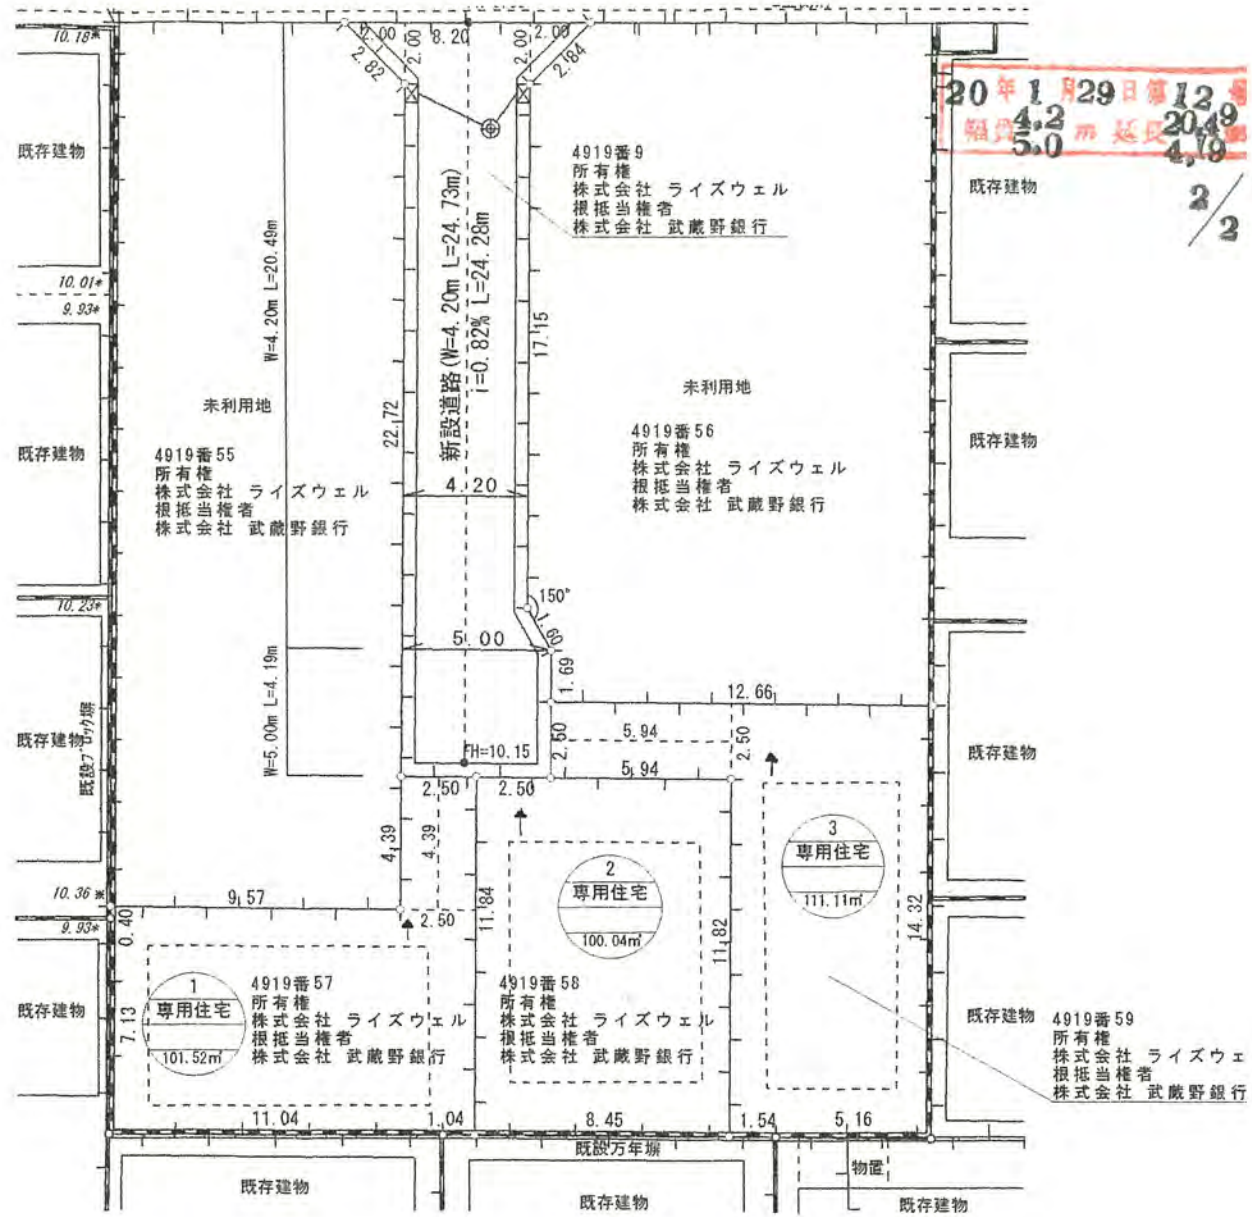 10.18*
2.00
2.00
8.20
2.00
2.00
2.82
2.84
20年1月29日第12
幅員 4.2 m 延長 20.49
5.0 4.19
2/2
既存建物
既存建物
4919番9
所有権
株式会社 ライズウェル
根抵当権者
株式会社 武蔵野銀行
新設道路(W=4.20m L=24.73m)
i=0.82% L=24.28m
W=4.20m L=20.49m
10.01*
9.93*
17.15
22.72
未利用地
未利用地
4919番55
所有権
株式会社 ライズウェル
根抵当権者
株式会社 武蔵野銀行
4919番56
所有権
株式会社 ライズウェル
根抵当権者
株式会社 武蔵野銀行
既存建物
既存建物
4.20
10.23*
150°
1.60
5.00
1.69
12.66
W=5.00m L=4.19m
既設ブロック塀
既存建物
既存建物
5.94
2.50
2.50
FH=10.15
5.94
2.50
2.50
4.39
4.39
3
専用住宅
111.11㎡
2
専用住宅
100.04㎡
10.36*
9.57
2.50
11.84
11.82
14.32
9.93*
0.40
7.13
1
専用住宅
101.52㎡
4919番57
所有権
株式会社 ライズウェル
根抵当権者
株式会社 武蔵野銀行
4919番58
所有権
株式会社 ライズウェル
根抵当権者
株式会社 武蔵野銀行
既存建物
既存建物
4919番59
所有権
株式会社 ライズウェ
根抵当権者
株式会社 武蔵野銀行
11.04
1.04
8.45
1.54
5.16
既設万年塀
物置
既存建物
既存建物
既存建物